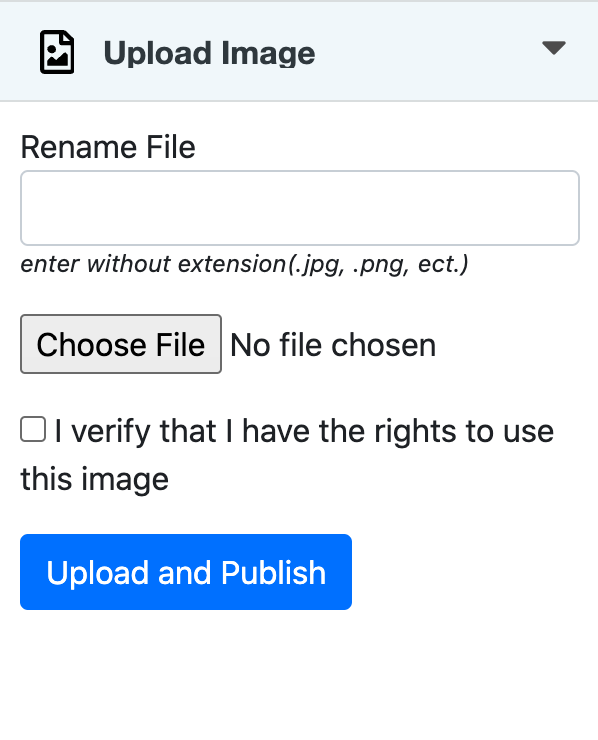 Upload Image
Rename File
enter without extension(.jpg, .png, ect.)
Choose File No file chosen
I verify that I have the rights to use
this image
Upload and Publish